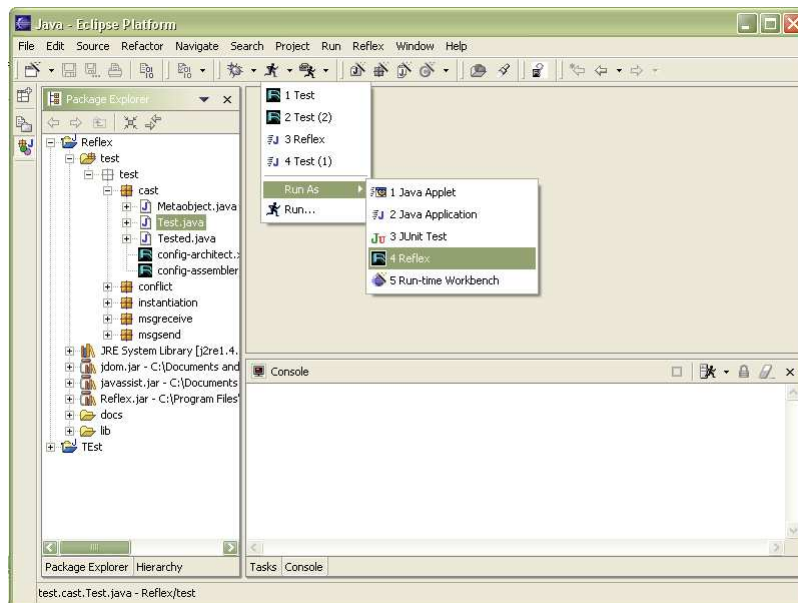 Java - Eclipse Platform
File Edit Source Refactor Navigate Search Project Run Reflex Window Help
Package Explorer
1 Test
2 Test (2)
3 Reflex
4 Test (1)
Run As
Run...
1 Java Applet
2 Java Application
3 JUnit Test
4 Reflex
5 Run-time Workbench
Reflex
test
test
cast
Metaobject.java
Test.java
Tested.java
config-architect.
config-assembler
conflict
instantiation
msgreceive
msgsend
JRE System Library [j2re1.4.
jdom.jar - C:\Documents and
javassist.jar - C:\Documents
Reflex.jar - C:\Program Files
docs
lib
TEst
Console
Package Explorer Hierarchy
Tasks Console
test.cast.Test.java - Reflex/test